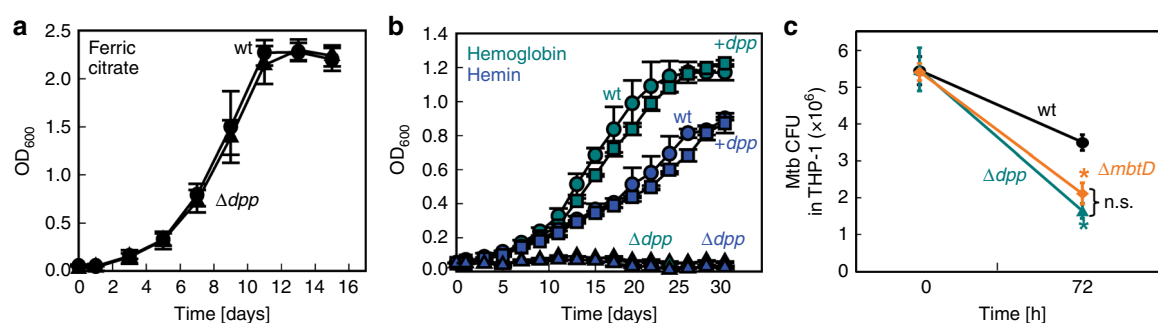 a
Ferric
citrate
wt
Δdpp
OD600
2.5
2.0
1.5
1.0
0.5
0.0
0 2 4 6 8 10 12 14 16
Time [days]
b
Hemoglobin
Hemin
+dpp
wt
wt
+dpp
Δdpp Δdpp
OD600
1.4
1.2
0.8
0.6
0.4
0.2
0.0
0 5 10 15 20 25 30
Time [days]
c
wt
Δdpp
* ΔmbtD
n.s.
*
Mtb CFU
in THP-1 (×10⁶)
6
5
4
3
2
1
0
0 72
Time [h]